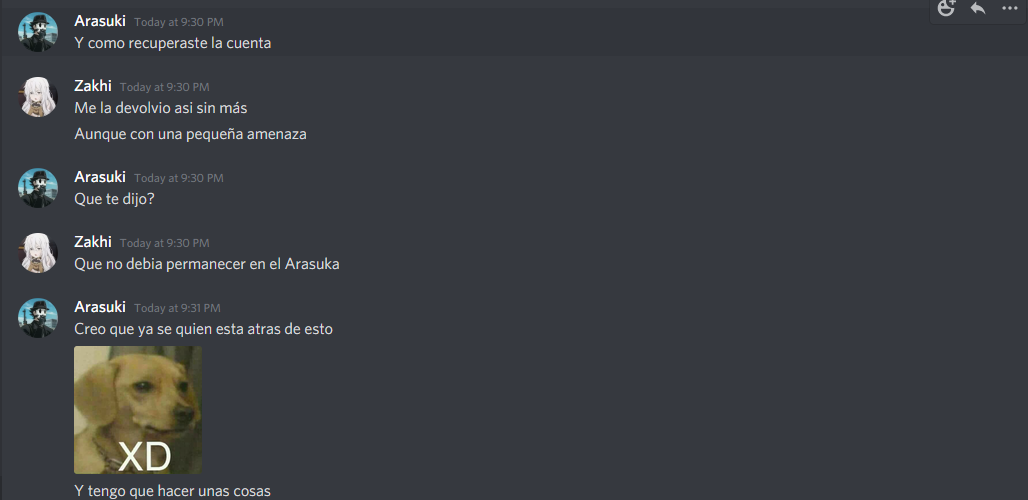 Arasuki Today at 9:30 PM
Y como recuperaste la cuenta
Zakhi Today at 9:30 PM
Me la devolvio asi sin más
Aunque con una pequeña amenaza
Arasuki Today at 9:30 PM
Que te dijo?
Zakhi Today at 9:30 PM
Que no debia permanecer en el Arasuka
Arasuki Today at 9:31 PM
Creo que ya se quien esta atras de esto
XD
Y tengo que hacer unas cosas